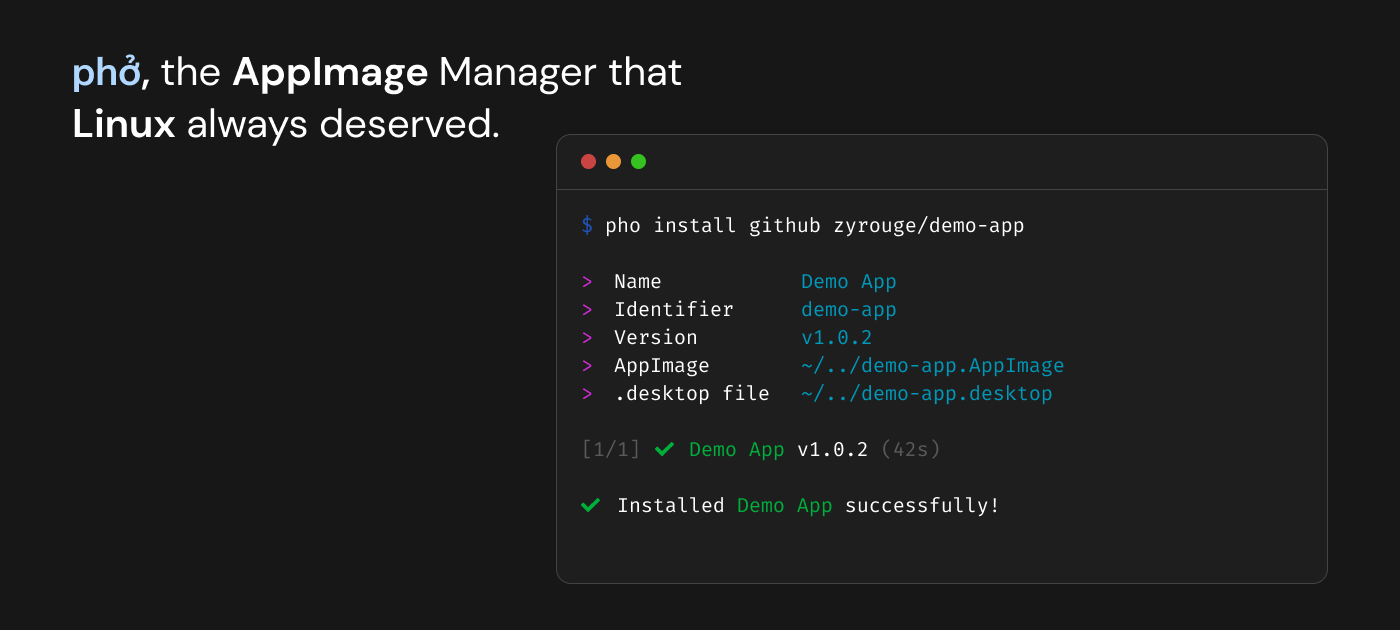 phở, the AppImage Manager that
Linux always deserved.
$ pho install github zyrouge/demo-app
> Name Demo App
> Identifier demo-app
> Version v1.0.2
> AppImage ~/../demo-app.AppImage
> .desktop file ~/../demo-app.desktop
[1/1] ✔ Demo App v1.0.2 (42s)
✔ Installed Demo App successfully!